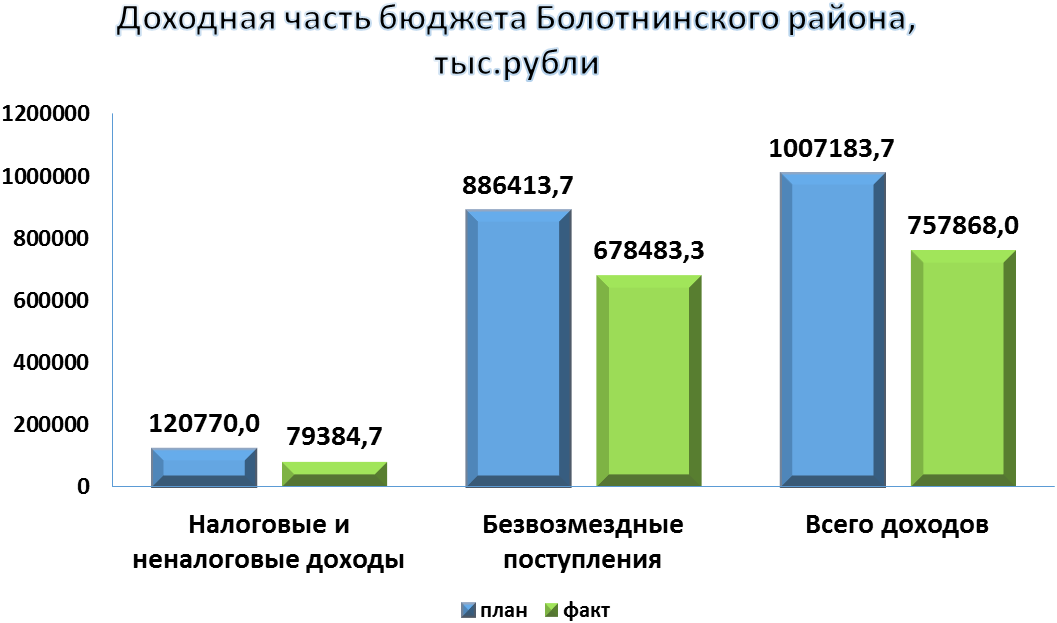 Доходная часть бюджета Болотнинского района,
тыс.рубли
1200000
1000000
800000
600000
400000
200000
0
120770,0
79384,7
886413,7
678483,3
1007183,7
757868,0
Налоговые и
неналоговые доходы
Безвозмездные
поступления
Всего доходов
план
факт